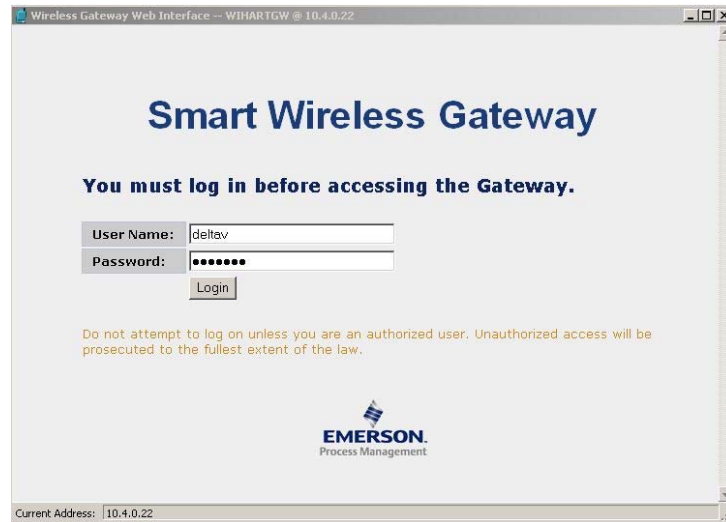 Wireless Gateway Web Interface -- WIHARTGW @ 10.4.0.22
Smart Wireless Gateway
You must log in before accessing the Gateway.
User Name: deltav
Password: •••••••
Login
Do not attempt to log on unless you are an authorized user. Unauthorized access will be
prosecuted to the fullest extent of the law.
EMERSON.
Process Management
Current Address: 10.4.0.22